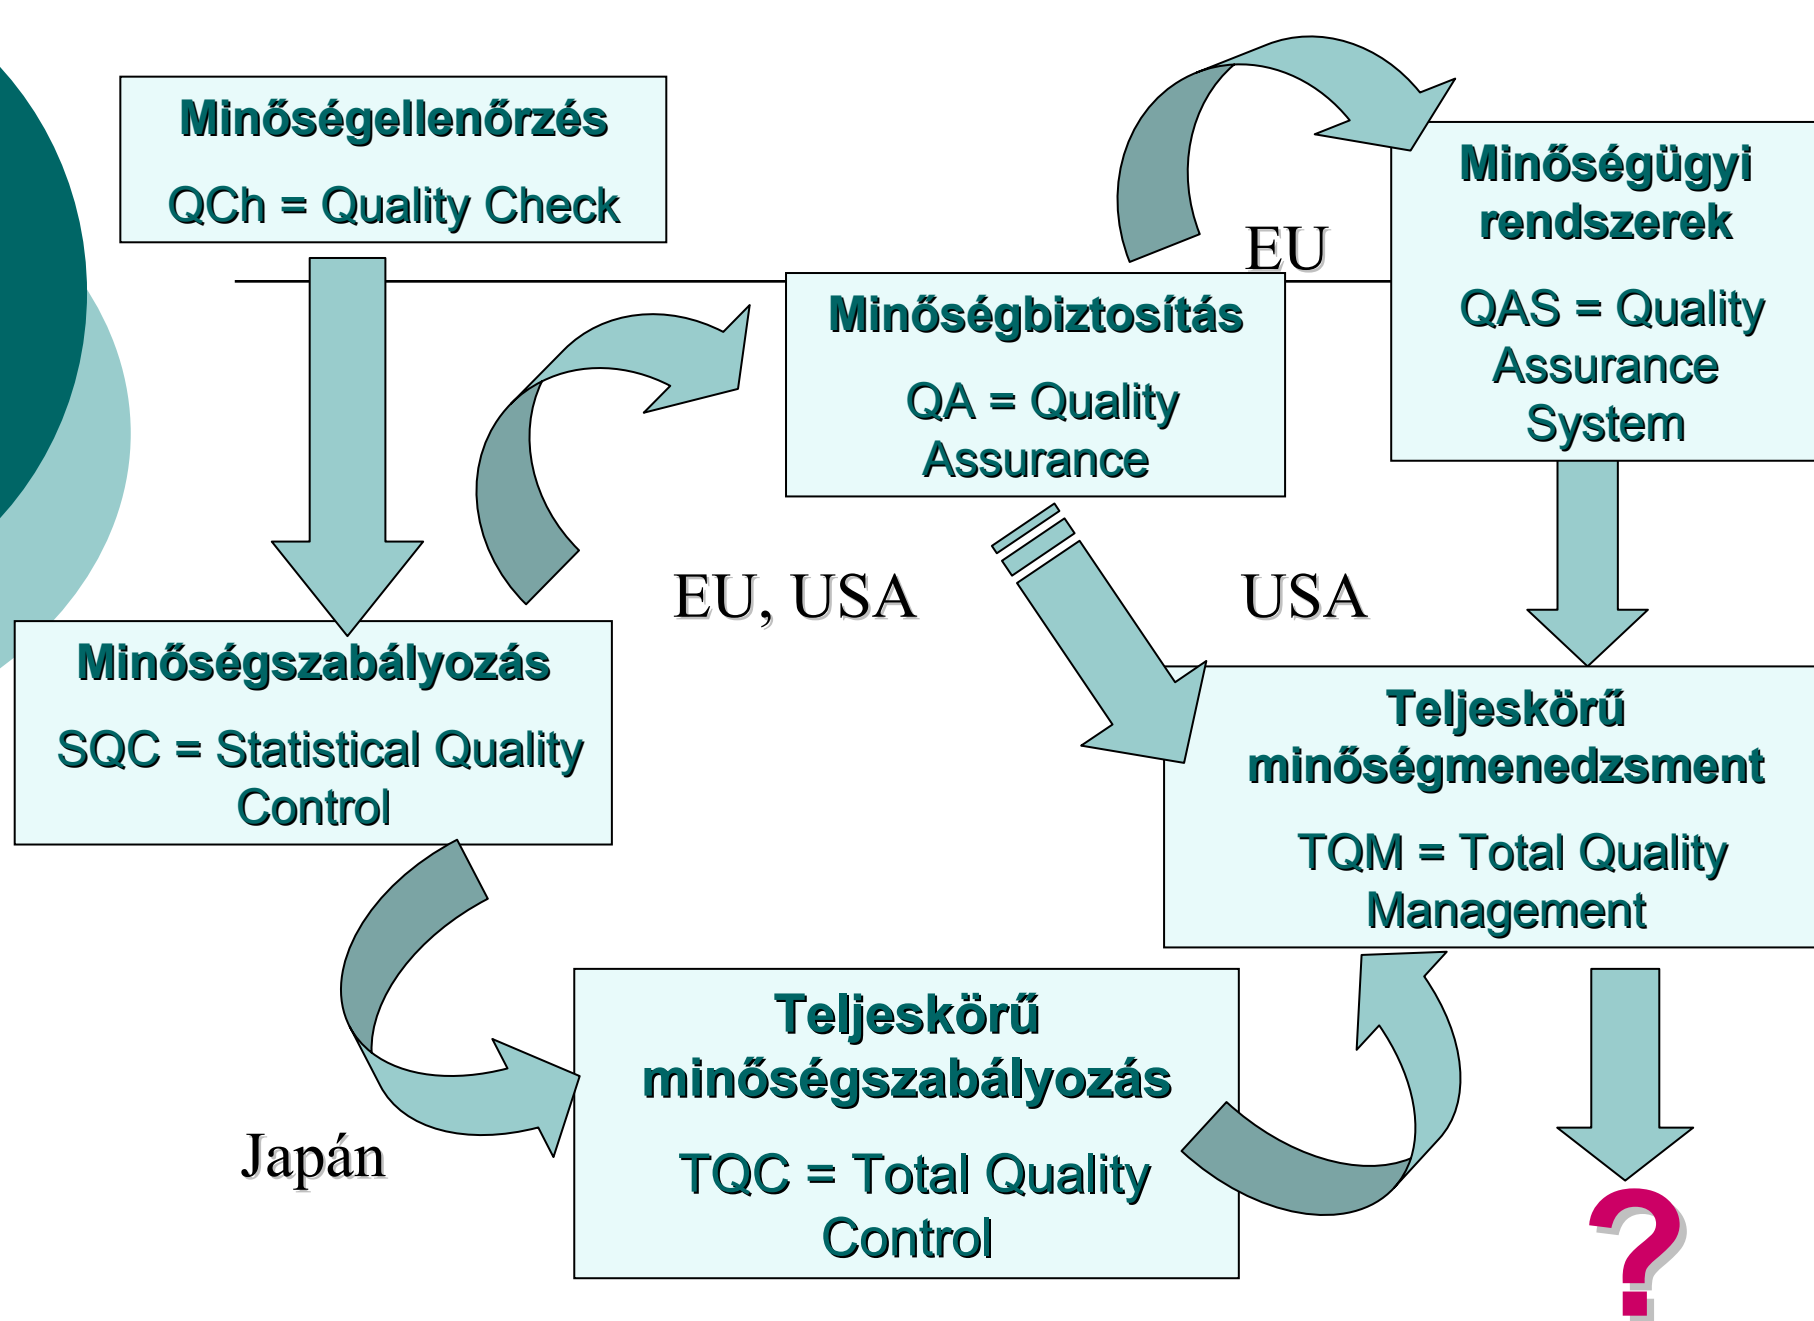 Minőségellenőrzés
QCh = Quality Check
EU
Minőségügyi
rendszerek
QAS = Quality
Assurance
System
Minőségbiztosítás
QA = Quality
Assurance
EU, USA
USA
Minőségszabályozás
SQC = Statistical Quality
Control
Teljeskörű
minőségmenedzsment
TQM = Total Quality
Management
Japán
Teljeskörű
minőségszabályozás
TQC = Total Quality
Control
?